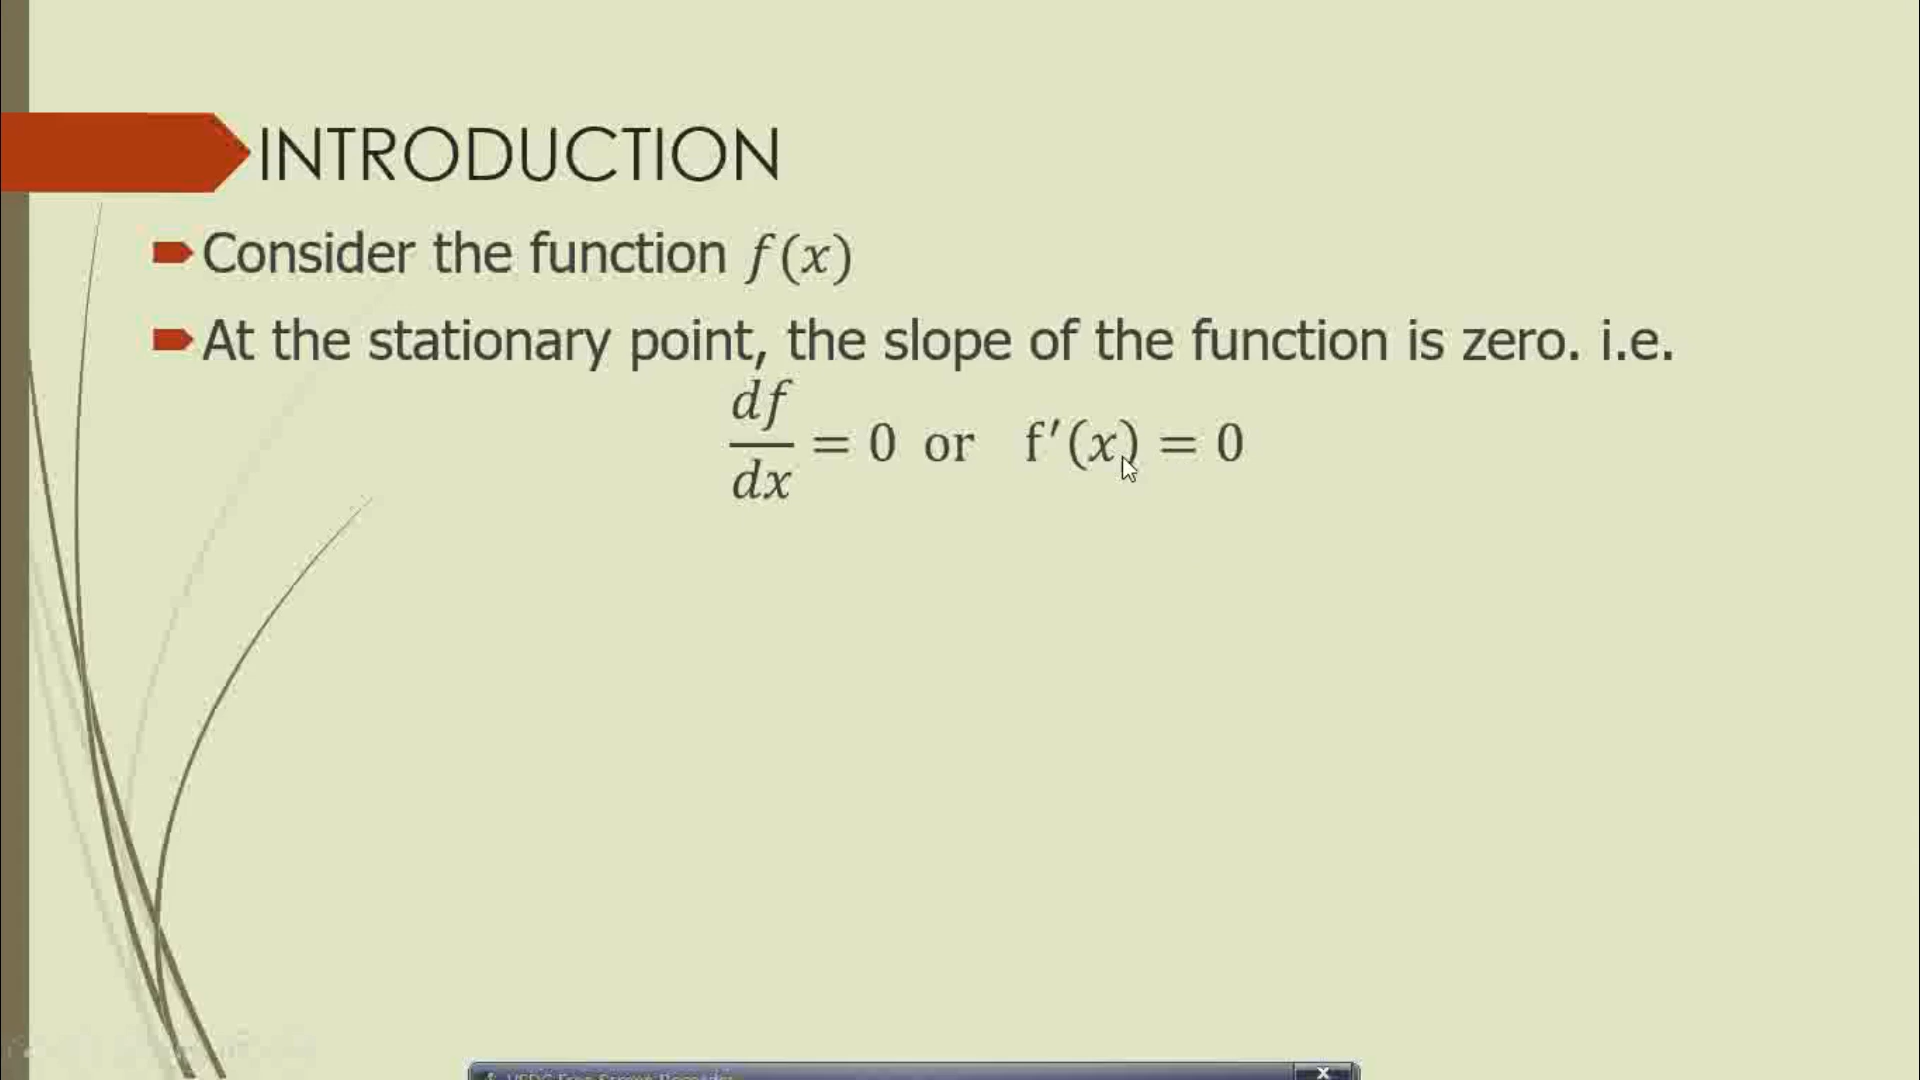 INTRODUCTION
Consider the function f(x)
At the stationary point, the slope of the function is zero. i.e.
df/dx = 0 or f′(x) = 0